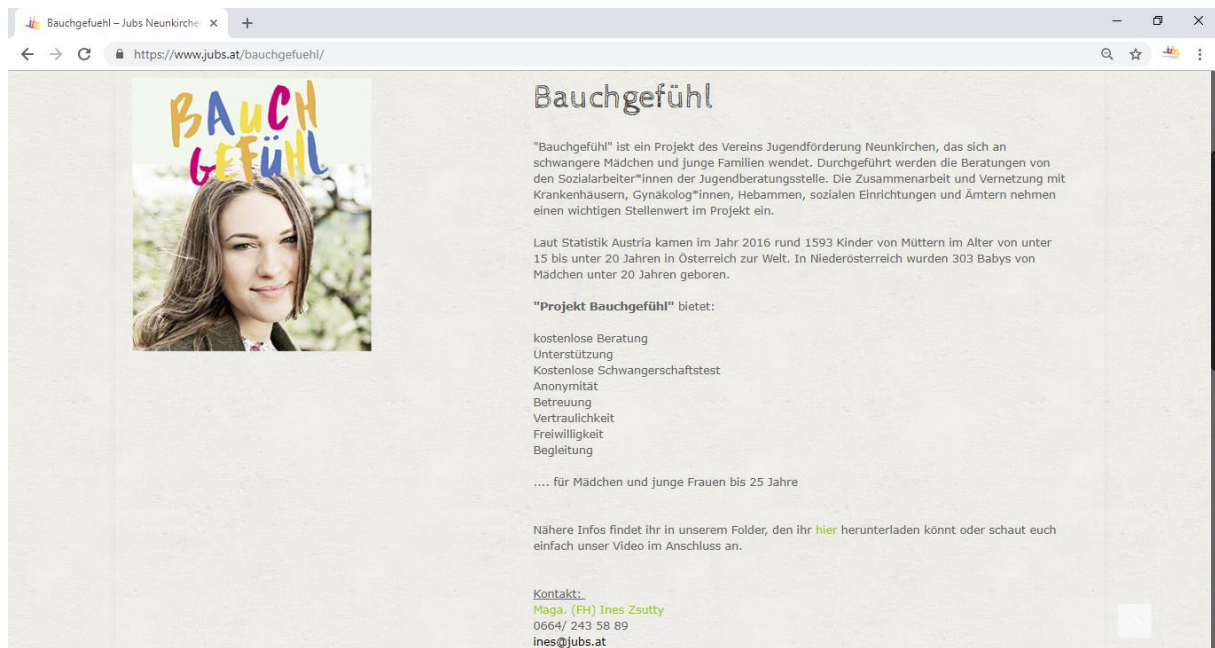 Bauchgefuehl – Jubs Neunkirche
https://www.jubs.at/bauchgefuehl/
BAUCH
GEFÜHL
Bauchgefühl
"Bauchgefühl" ist ein Projekt des Vereins Jugendförderung Neunkirchen, das sich an
schwangere Mädchen und junge Familien wendet. Durchgeführt werden die Beratungen von
den Sozialarbeiter*innen der Jugendberatungsstelle. Die Zusammenarbeit und Vernetzung mit
Krankenhäusern, Gynäkolog*innen, Hebammen, sozialen Einrichtungen und Ämtern nehmen
einen wichtigen Stellenwert im Projekt ein.
Laut Statistik Austria kamen im Jahr 2016 rund 1593 Kinder von Müttern im Alter von unter
15 bis unter 20 Jahren in Österreich zur Welt. In Niederösterreich wurden 303 Babys von
Mädchen unter 20 Jahren geboren.
"Projekt Bauchgefühl" bietet:
kostenlose Beratung
Unterstützung
Kostenlose Schwangerschaftstest
Anonymität
Betreuung
Vertraulichkeit
Freiwilligkeit
Begleitung
.... für Mädchen und junge Frauen bis 25 Jahre
Nähere Infos findet ihr in unserem Folder, den ihr hier herunterladen könnt oder schaut euch
einfach unser Video im Anschluss an.
Kontakt:
Maga. (FH) Ines Zsutty
0664/ 243 58 89
ines@jubs.at